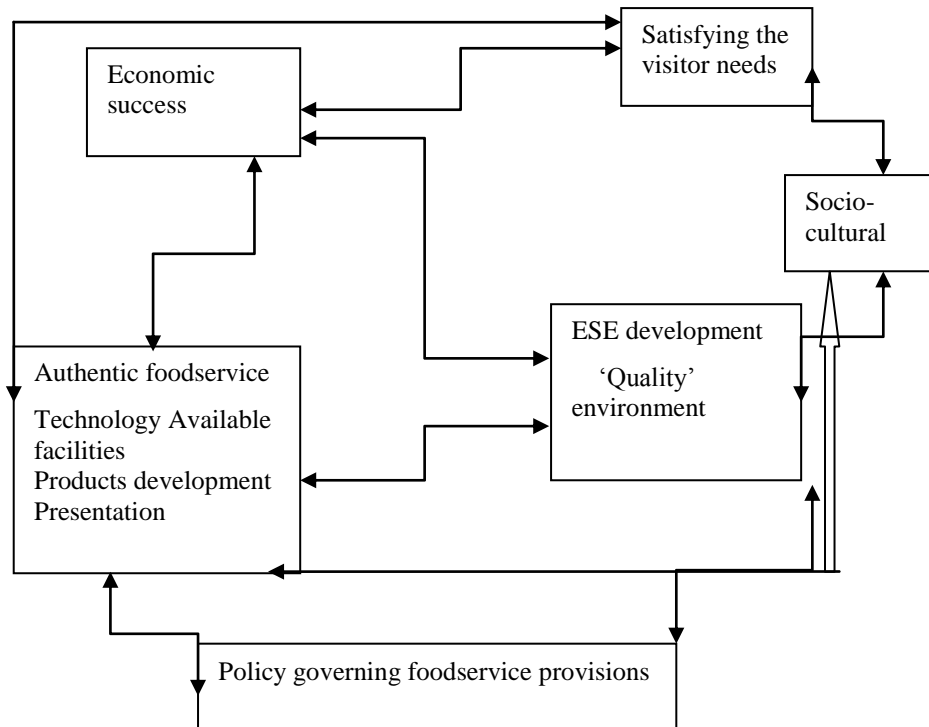 Satisfying the
visitor needs
Economic
success
Socio-
cultural
ESE development
‘Quality’
environment
Authentic foodservice
Technology Available
facilities
Products development
Presentation
Policy governing foodservice provisions